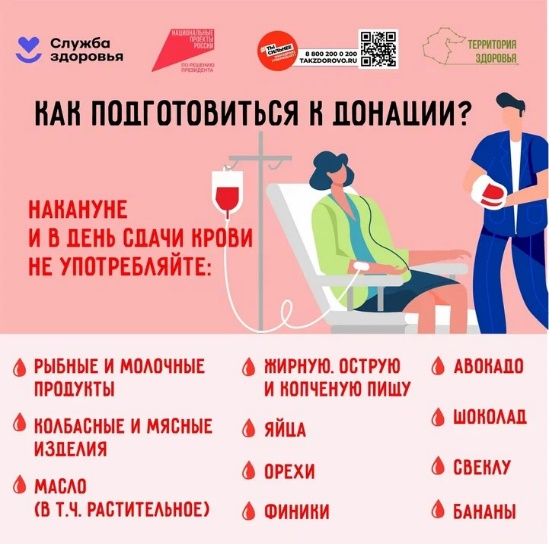 Служба
здоровья
НАЦИОНАЛЬНЫЕ
ПРОЕКТЫ
РОССИИ
ПО РЕШЕНИЮ
ПРЕЗИДЕНТА
ТЫ
СИЛЬНЕЕ
8 800 200 0 200
TAKZDOROVO.RU
ТЕРРИТОРИЯ
ЗДОРОВЬЯ
КАК ПОДГОТОВИТЬСЯ К ДОНАЦИИ?
НАКАНУНЕ
И В ДЕНЬ СДАЧИ КРОВИ
НЕ УПОТРЕБЛЯЙТЕ:
РЫБНЫЕ И МОЛОЧНЫЕ
ПРОДУКТЫ
КОЛБАСНЫЕ И МЯСНЫЕ
ИЗДЕЛИЯ
МАСЛО
(В Т.Ч. РАСТИТЕЛЬНОЕ)
ЖИРНУЮ. ОСТРУЮ
И КОПЧЕНУЮ ПИЩУ
ЯЙЦА
ОРЕХИ
ФИНИКИ
АВОКАДО
ШОКОЛАД
СВЕКЛУ
БАНАНЫ